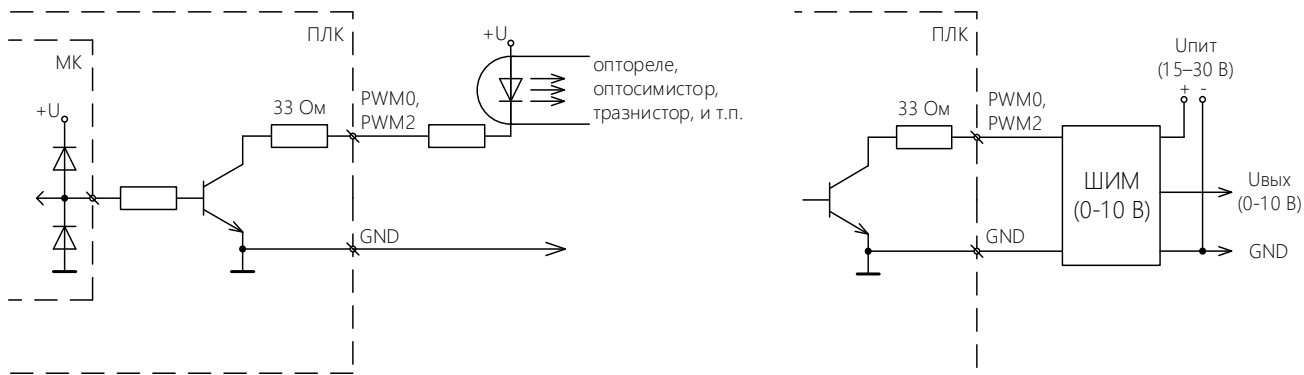 ПЛК
МК
+U
33 Ом
PWM0,
PWM2
+U
оптореле,
оптосимистор,
тразнистор, и т.п.
GND
ПЛК
33 Ом
PWM0,
PWM2
GND
Uпит
(15–30 В)
+ -
ШИМ
(0-10 В)
Uвых
(0-10 В)
GND